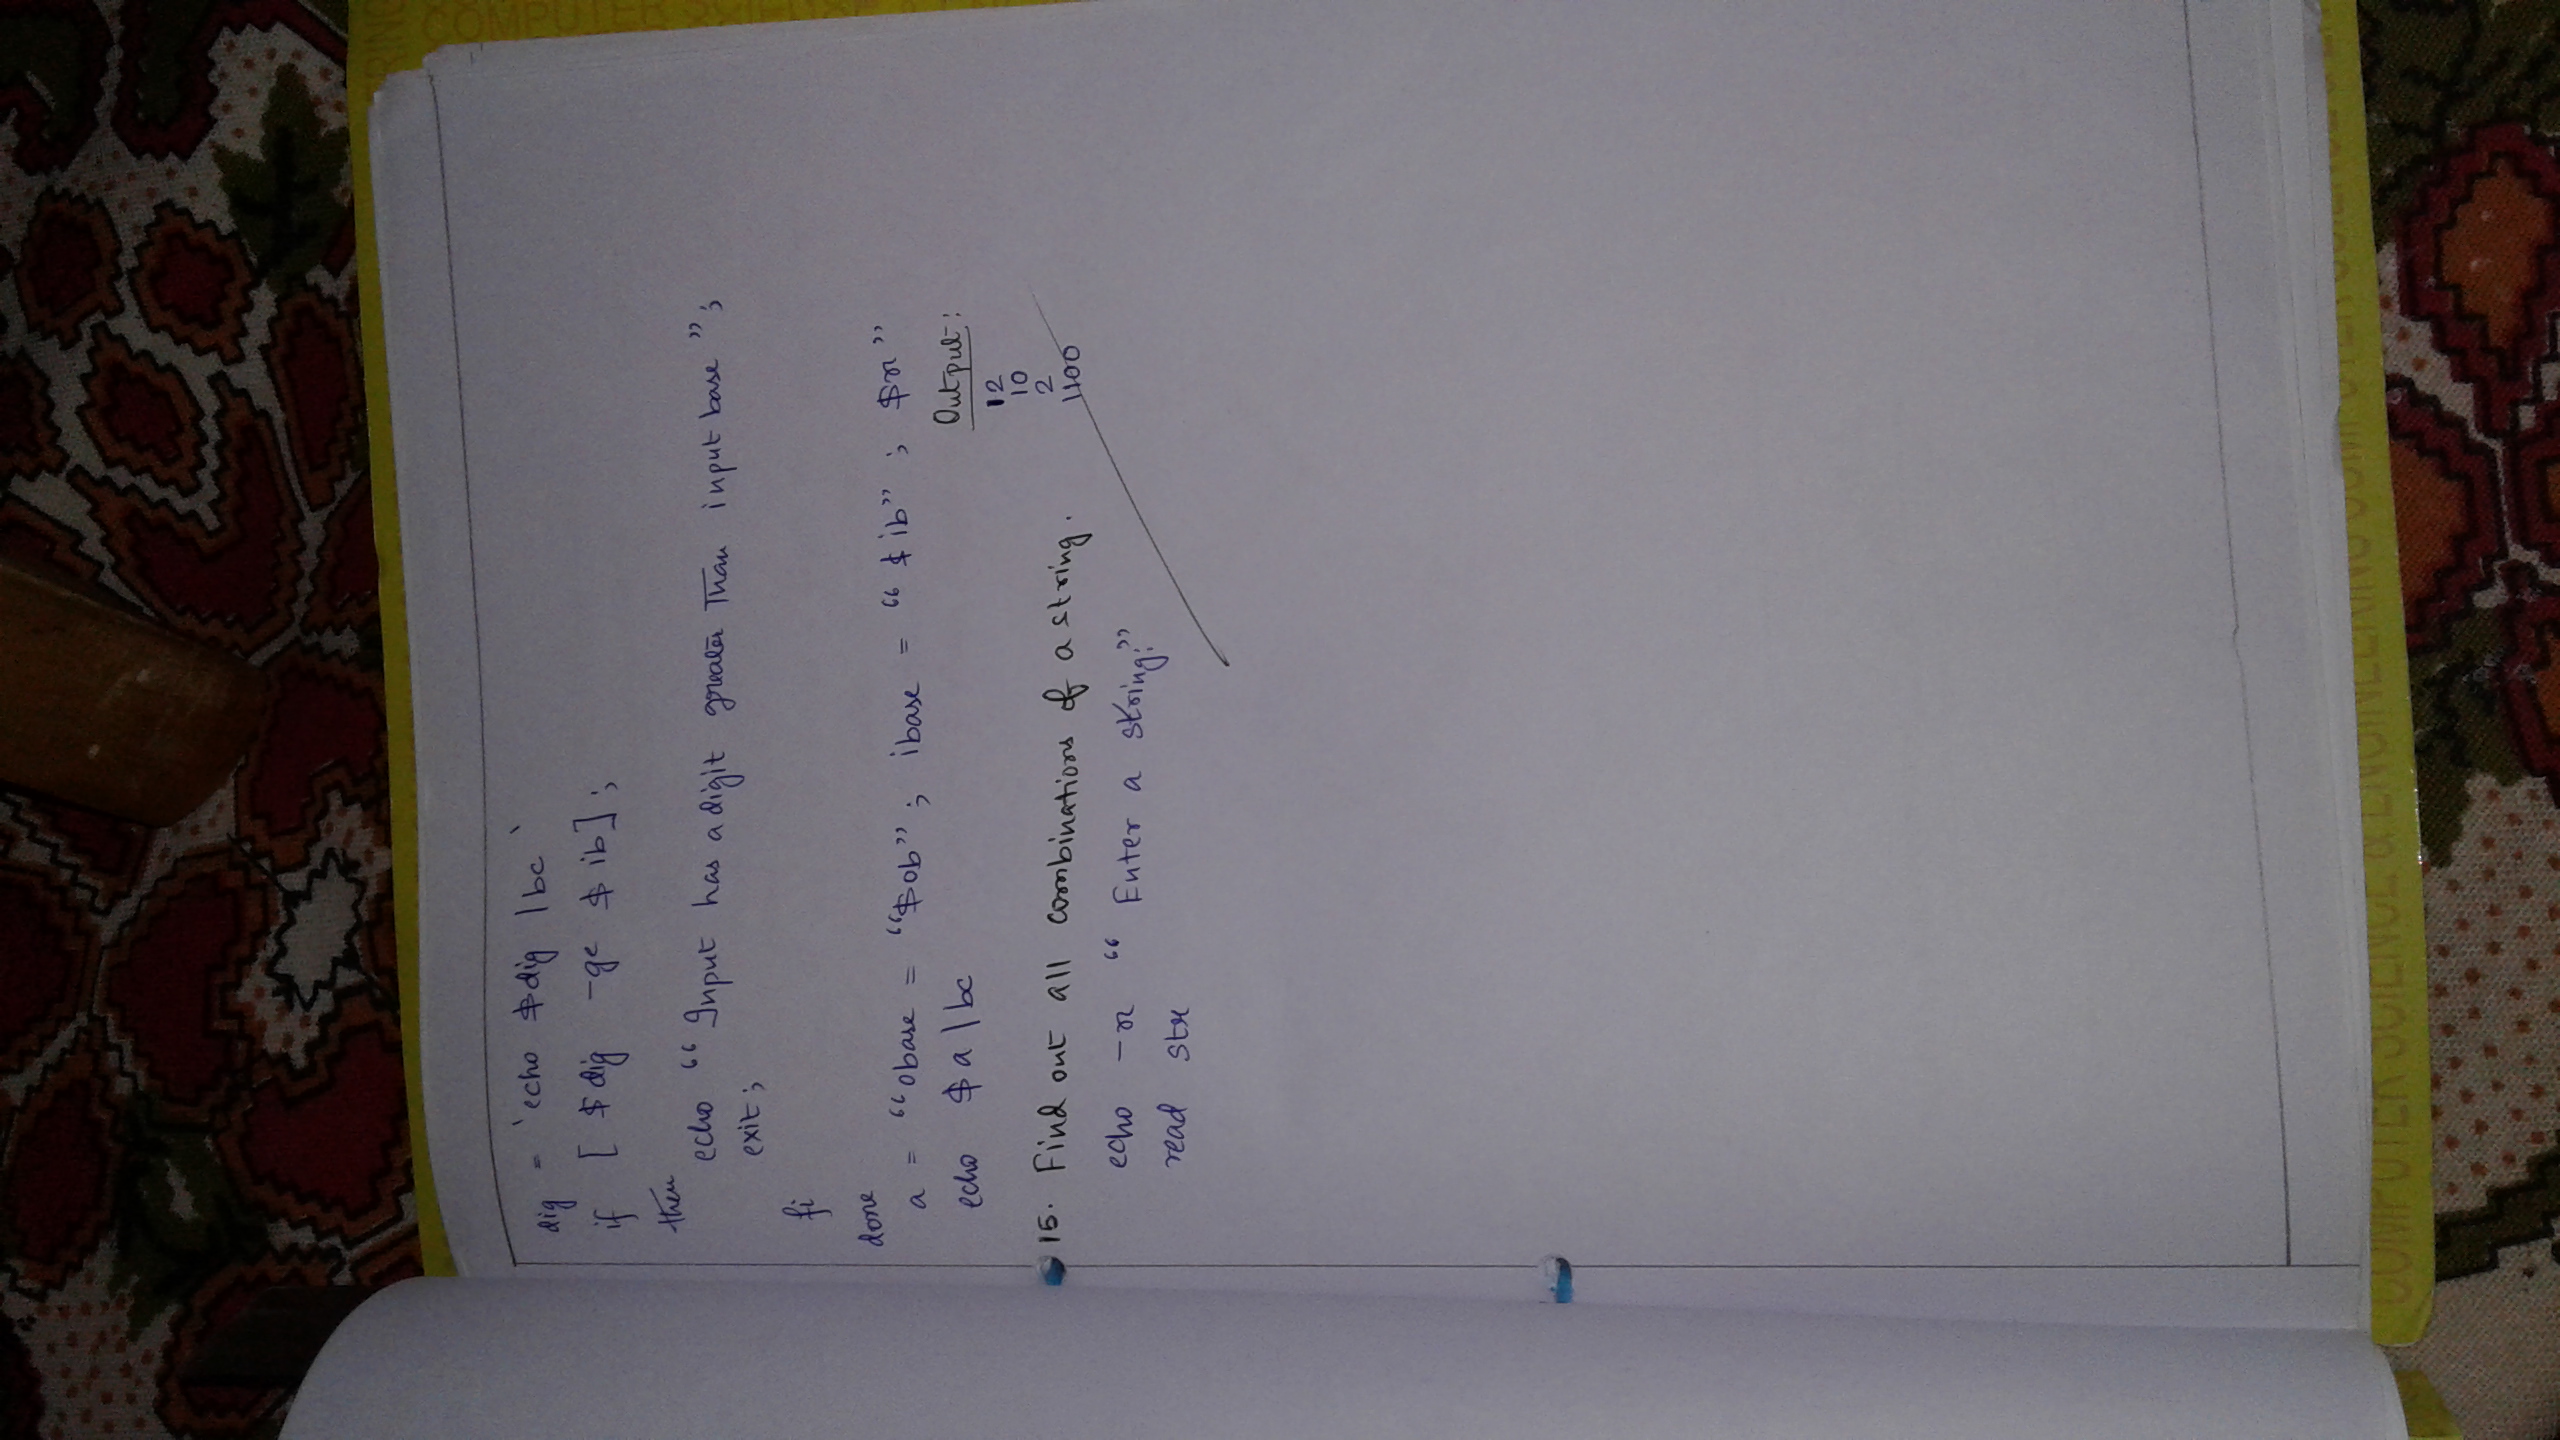 dig = `echo $dig | bc`
if [ $dig -ge $ib ] ;
then
echo “Input has a digit greater than input base” ;
exit ;
fi
done
a = “obase = “$ob” ; ibase = “$ib” ; $n”
echo $a | bc
Output :
12
10
2
1100
15. Find out all combinations of a string.
echo -n “Enter a string:”
read str
COMPUTER SCIENCE & ENGINEERING COMPUTER SCIENCE &